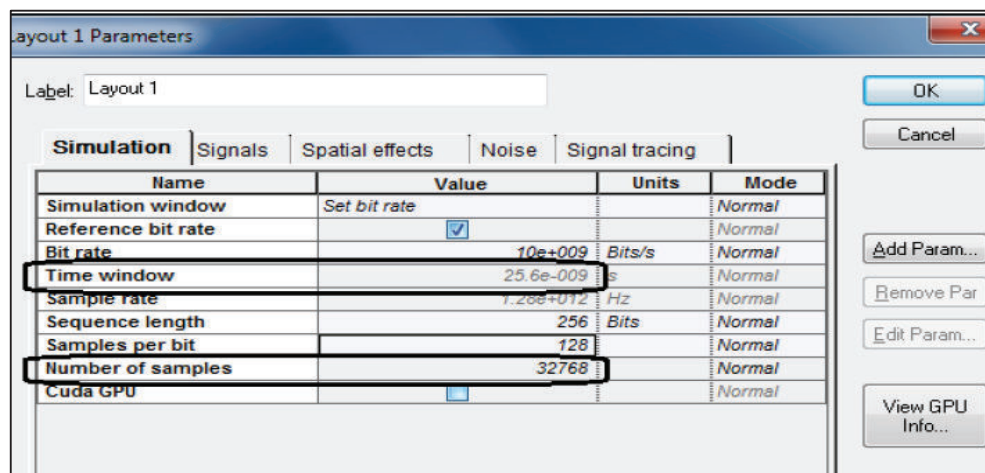 Layout 1 Parameters
Label: Layout 1
OK
Cancel
Simulation Signals Spatial effects Noise Signal tracing
Name Value Units Mode
Simulation window Set bit rate Normal
Reference bit rate Normal
Bit rate 10e+009 Bits/s Normal
Time window 25.6e-009 s Normal
Sample rate 1.28e+012 Hz Normal
Sequence length 256 Bits Normal
Samples per bit 128 Normal
Number of samples 32768 Normal
Cuda GPU Normal
Add Param...
Remove Par
Edit Param...
View GPU
Info...